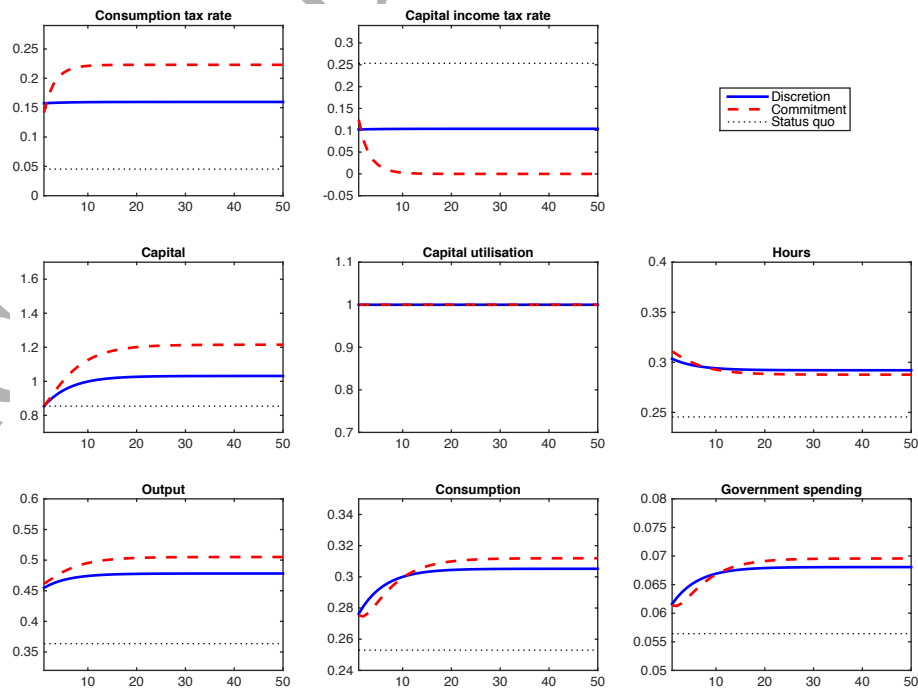 Consumption tax rate
0.25
0.2
0.15
0.1
0.05
0
10 20 30 40 50
Capital income tax rate
0.3
0.25
0.2
0.15
0.1
0.05
0
-0.05
10 20 30 40 50
Discretion
Commitment
Status quo
Capital
1.6
1.4
1.2
1
0.8
10 20 30 40 50
Capital utilisation
1.1
1
0.9
0.8
0.7
10 20 30 40 50
Hours
0.4
0.35
0.3
0.25
10 20 30 40 50
Output
0.6
0.55
0.5
0.45
0.4
0.35
10 20 30 40 50
Consumption
0.34
0.32
0.3
0.28
0.26
0.24
10 20 30 40 50
Government spending
0.08
0.075
0.07
0.065
0.06
0.055
0.05
10 20 30 40 50